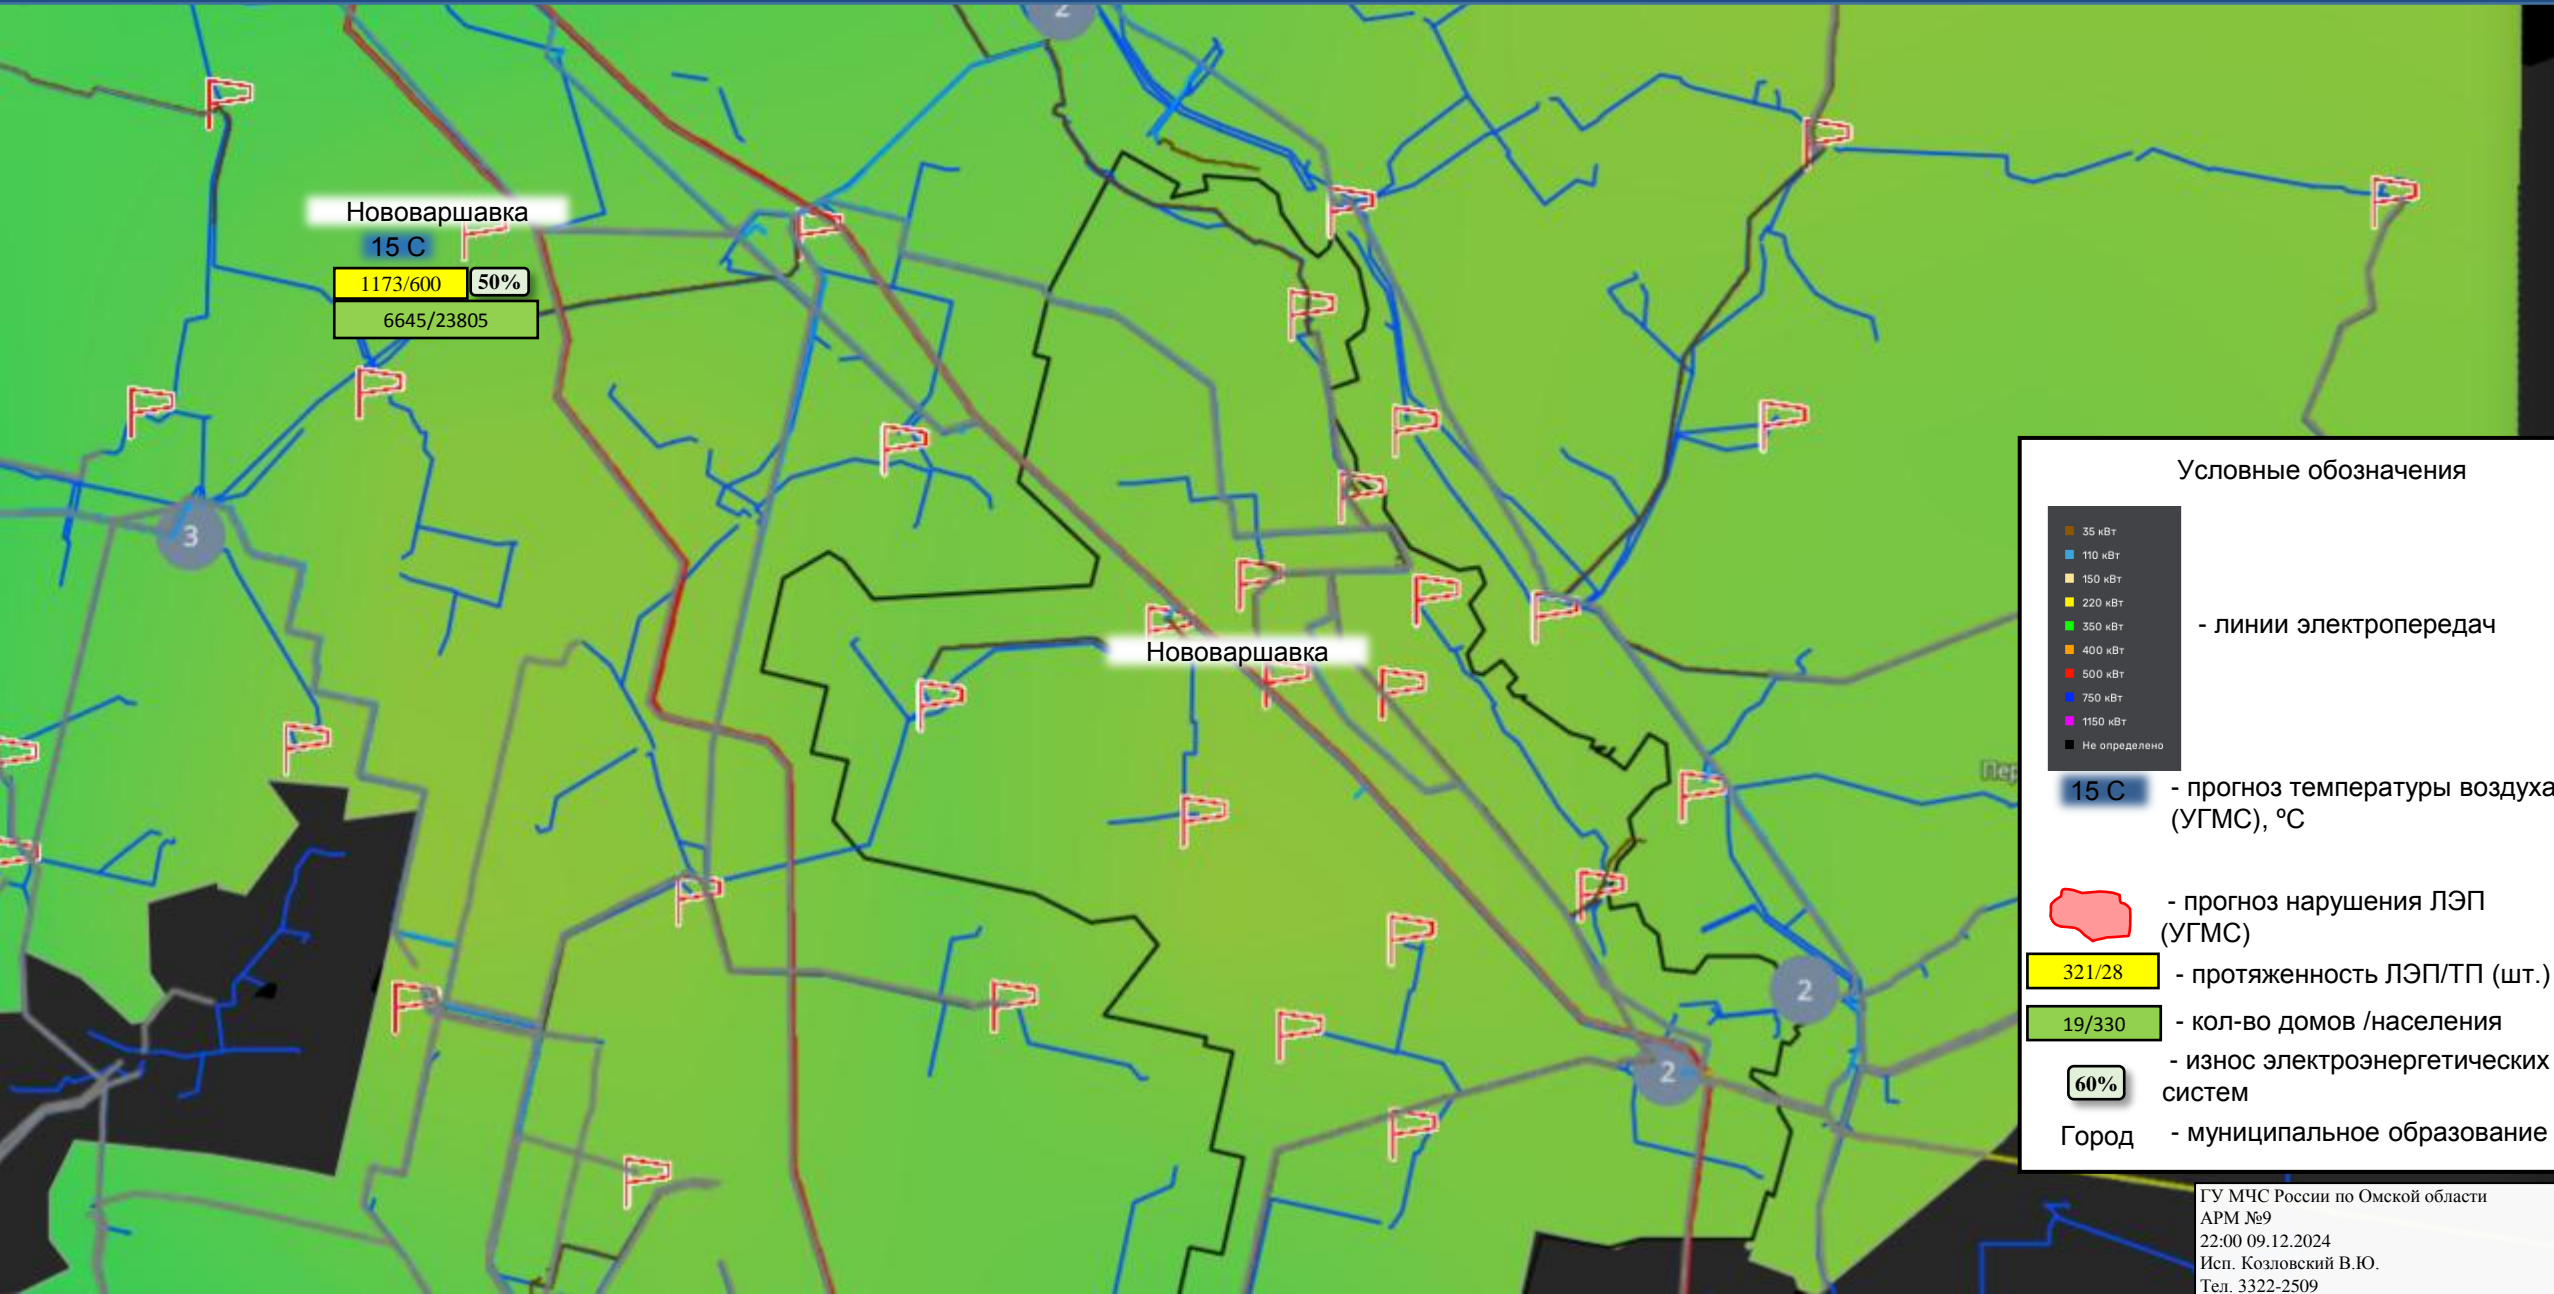 2
Нововаршавка
15 С
1173/600
50%
6645/23805
3
Нововаршавка
2
2
Условные обозначения
35 кВт
110 кВт
150 кВт
220 кВт
350 кВт
400 кВт
500 кВт
750 кВт
1150 кВт
Не определено
- линии электропередач
15 С
- прогноз температуры воздуха
(УГМС), ºС
- прогноз нарушения ЛЭП
(УГМС)
321/28
- протяженность ЛЭП/ТП (шт.)
19/330
- кол-во домов /населения
60%
- износ электроэнергетических
систем
Город
- муниципальное образование
ГУ МЧС России по Омской области
АРМ №9
22:00 09.12.2024
Исп. Козловский В.Ю.
Тел. 3322-2509